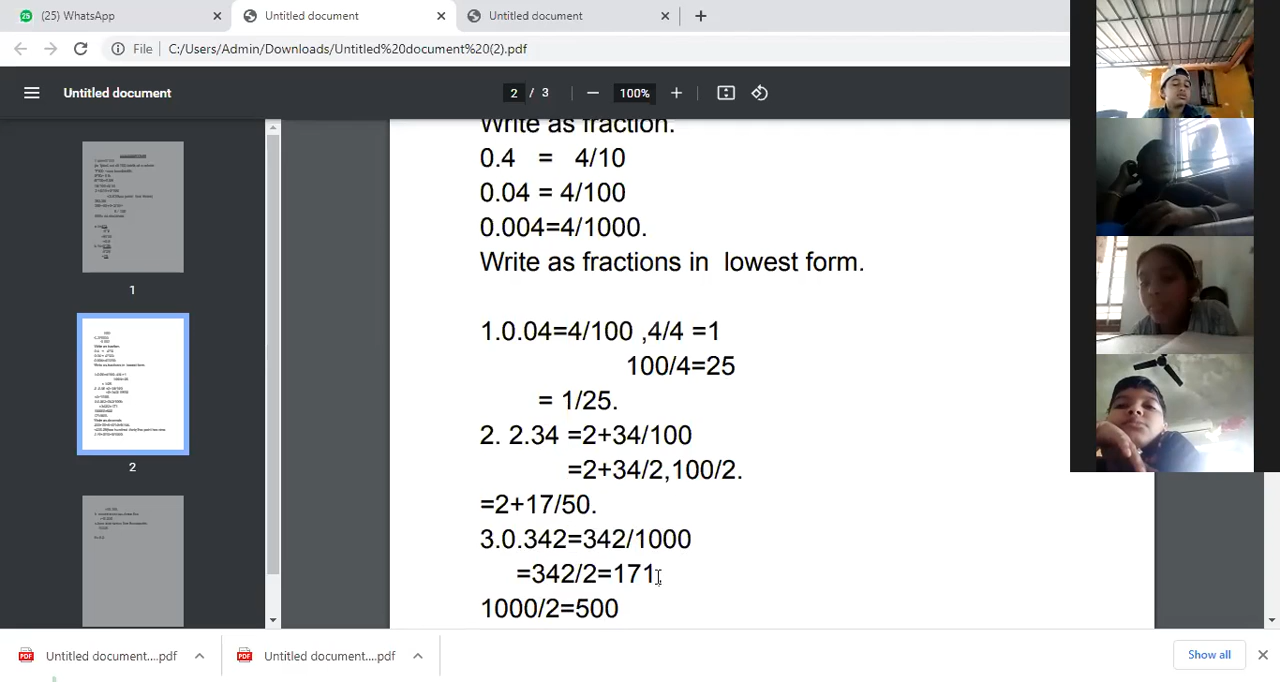 (25) WhatsApp
Untitled document
Untitled document
File
C:/Users/Admin/Downloads/Untitled%20document%20(2).pdf
Untitled document
2 / 3
100%
Write as fraction.
0.4 = 4/10
0.04 = 4/100
0.004=4/1000.
Write as fractions in lowest form.
1.0.04=4/100 ,4/4 =1
100/4=25
= 1/25.
2. 2.34 =2+34/100
=2+34/2,100/2.
=2+17/50.
3.0.342=342/1000
=342/2=171
1000/2=500
1
2
Untitled document....pdf
Untitled document....pdf
Show all